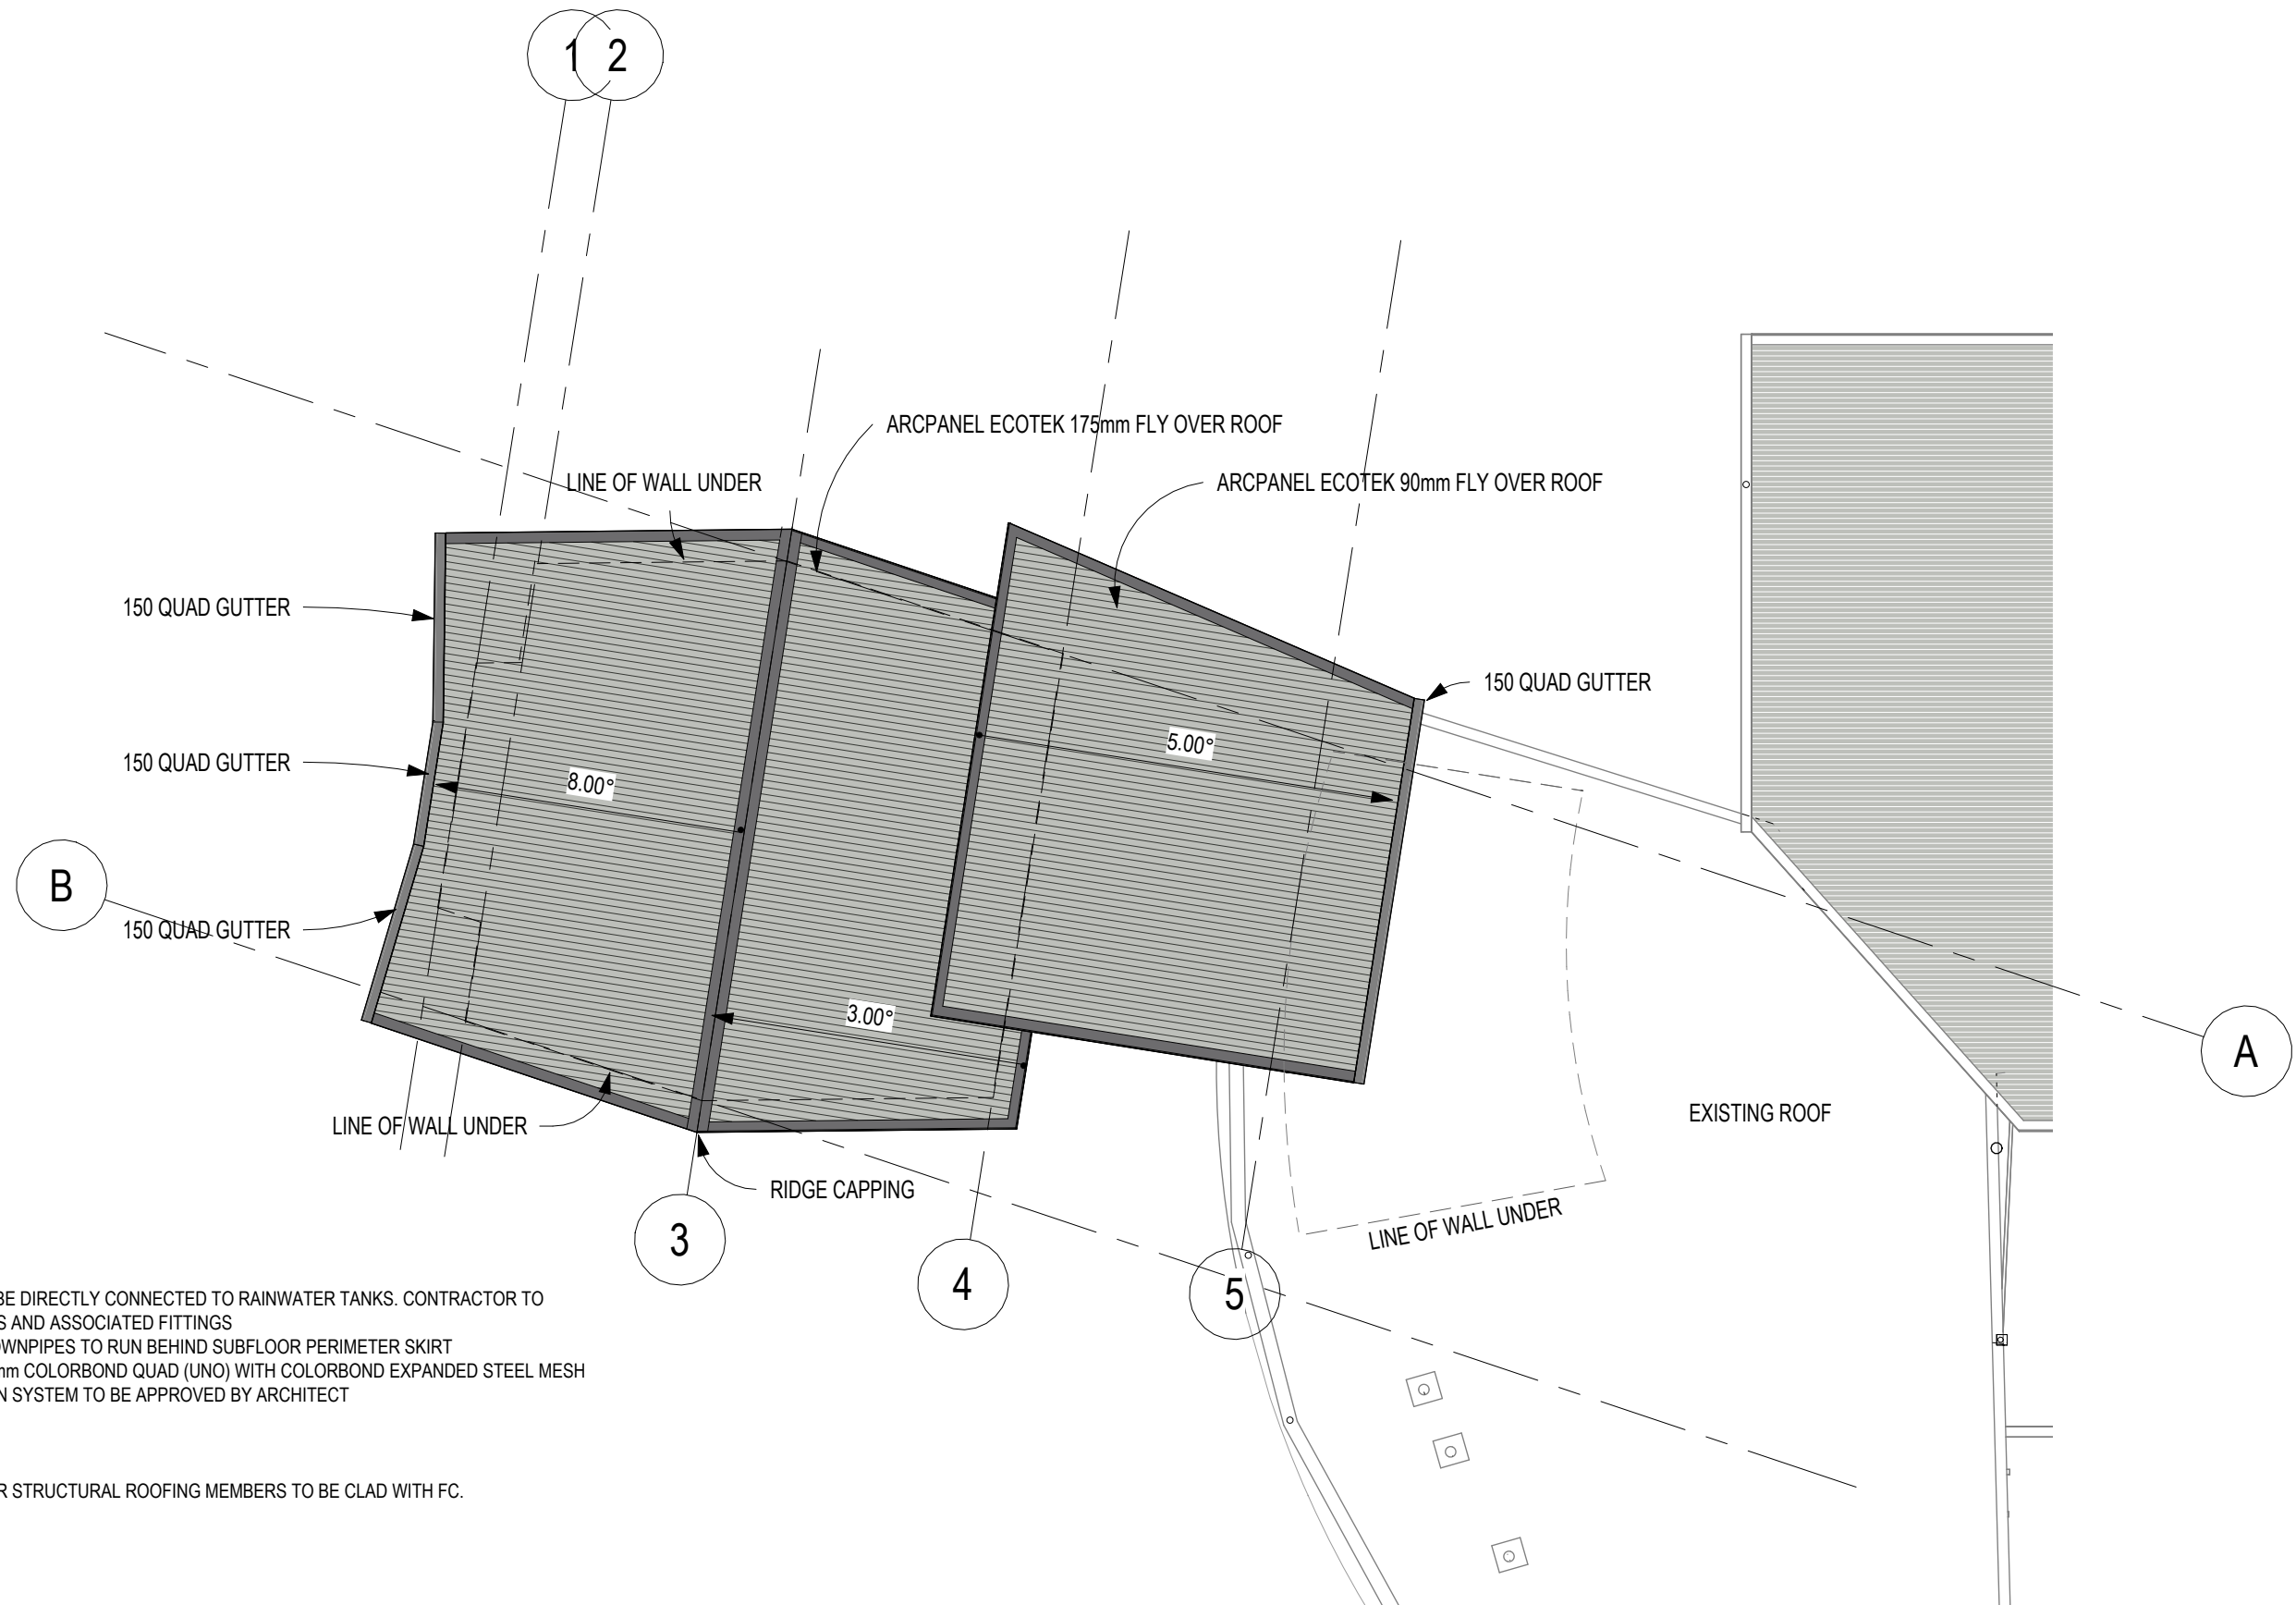 1 2
ARCPANEL ECOTEK 175mm FLY OVER ROOF
LINE OF WALL UNDER
ARCPANEL ECOTEK 90mm FLY OVER ROOF
150 QUAD GUTTER
150 QUAD GUTTER
5.00°
150 QUAD GUTTER
8.00°
B
150 QUAD GUTTER
3.00°
A
EXISTING ROOF
LINE OF WALL UNDER
RIDGE CAPPING
LINE OF WALL UNDER
3
4
5
BE DIRECTLY CONNECTED TO RAINWATER TANKS. CONTRACTOR TO
S AND ASSOCIATED FITTINGS
OWNPIPES TO RUN BEHIND SUBFLOOR PERIMETER SKIRT
mm COLORBOND QUAD (UNO) WITH COLORBOND EXPANDED STEEL MESH
N SYSTEM TO BE APPROVED BY ARCHITECT
R STRUCTURAL ROOFING MEMBERS TO BE CLAD WITH FC.